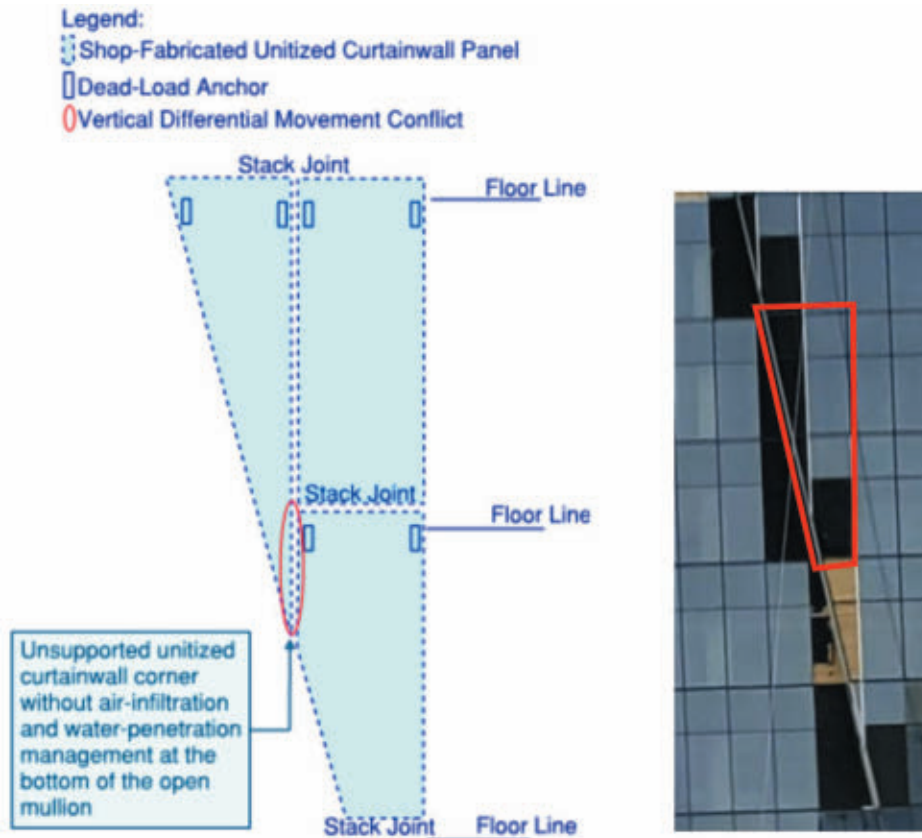 Legend:
Shop-Fabricated Unitized Curtainwall Panel
Dead-Load Anchor
Vertical Differential Movement Conflict
Stack Joint
Floor Line
Stack Joint
Floor Line
Unsupported unitized
curtainwall corner
without air-infiltration
and water-penetration
management at the
bottom of the open
mullion
Stack Joint
Floor Line